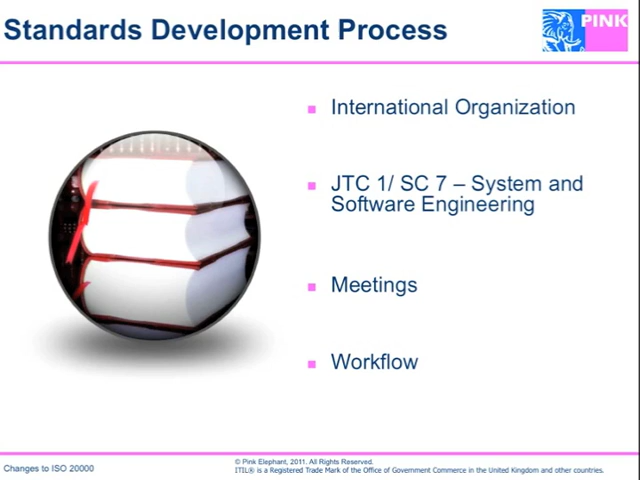 Standards Development Process
PINK
International Organization
JTC 1/ SC 7 – System and
Software Engineering
Meetings
Workflow
Changes to ISO 20000
© Pink Elephant, 2011. All Rights Reserved.
ITIL® is a Registered Trade Mark of the Office of Government Commerce in the United Kingdom and other countries.